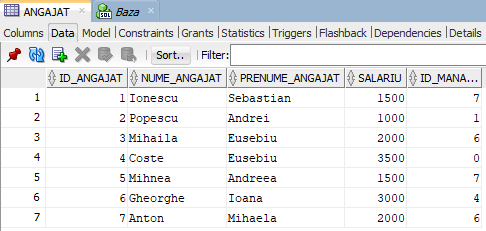 ANGAJAT SQL Baza
Columns Data Model Constraints Grants Statistics Triggers Flashback Dependencies Details
Sort.. Filter:
ID_ANGAJAT NUME_ANGAJAT PRENUME_ANGAJAT SALARIU ID_MANA...
1 1 Ionescu Sebastian 1500 7
2 2 Popescu Andrei 1000 1
3 3 Mihaila Eusebiu 2000 6
4 4 Coste Eusebiu 3500 0
5 5 Mihnea Andreea 1500 7
6 6 Gheorghe Ioana 3000 4
7 7 Anton Mihaela 2000 6